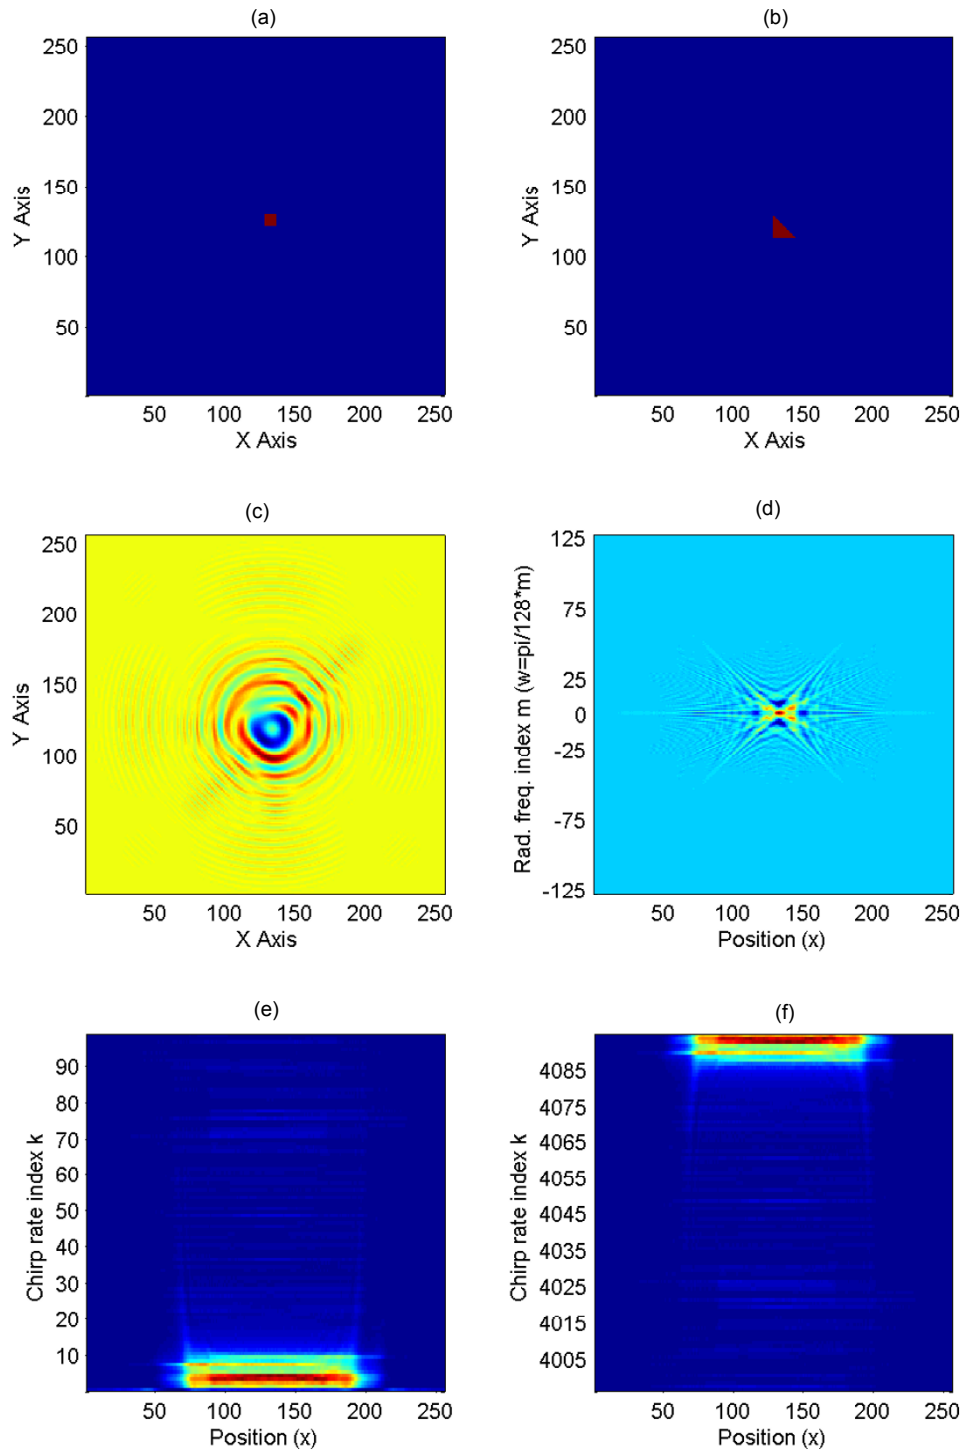 (a)
250
200
150
100
50
Y Axis
50 100 150 200 250
X Axis
(b)
250
200
150
100
50
Y Axis
50 100 150 200 250
X Axis
(c)
250
200
150
100
50
Y Axis
50 100 150 200 250
X Axis
(d)
125
75
25
0
-25
-75
-125
Rad. freq. index m (w=pi/128*m)
50 100 150 200 250
Position (x)
(e)
90
80
70
60
50
40
30
20
10
Chirp rate index k
50 100 150 200 250
Position (x)
(f)
4085
4075
4065
4055
4045
4035
4025
4015
4005
Chirp rate index k
50 100 150 200 250
Position (x)